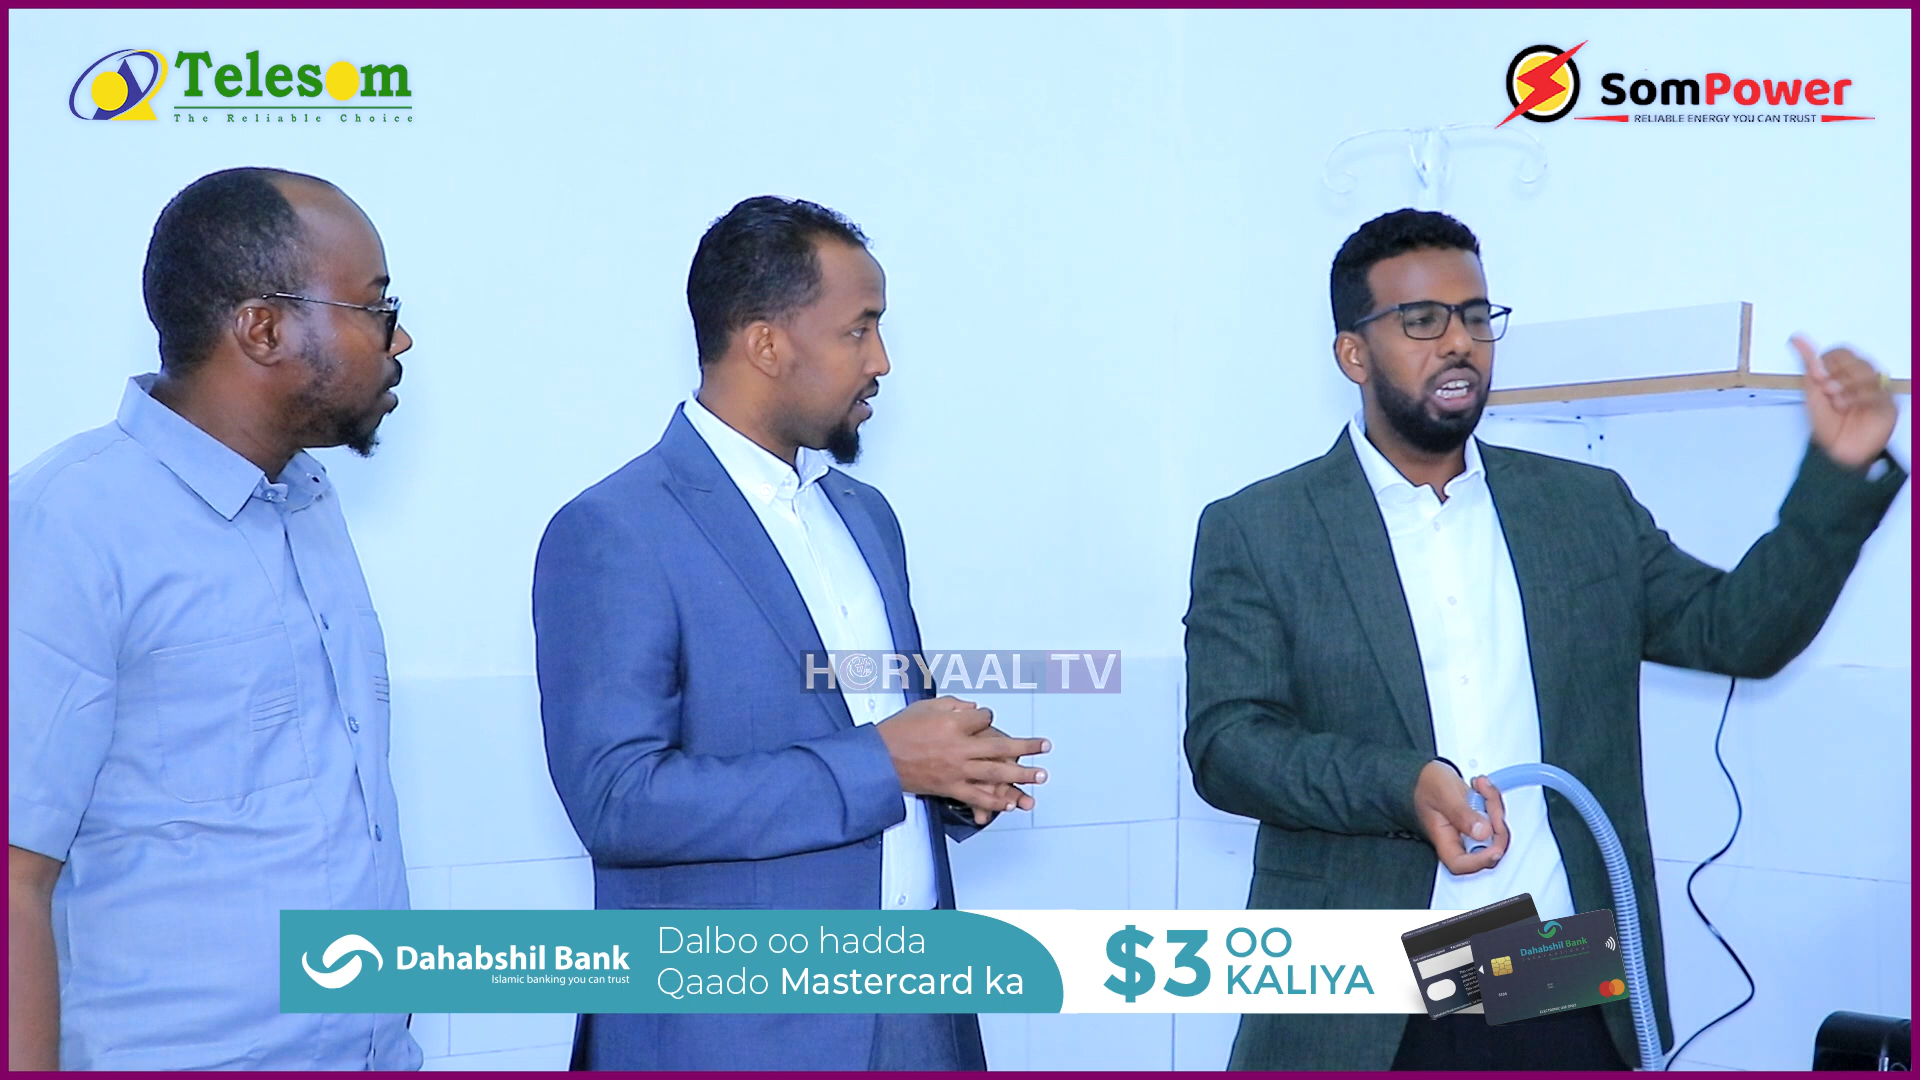 Telesom
The Reliable Choice
SomPower
RELIABLE ENERGY YOU CAN TRUST
HORYAAL TV
Dahabshil Bank
Islamic banking you can trust
Dalbo oo hadda
Qaado Mastercard ka
$3 OO
KALIYA
Dahabshil Bank